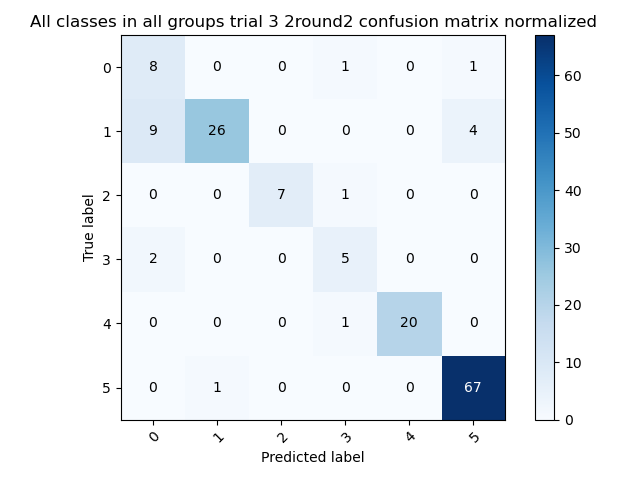 All classes in all groups trial 3 2round2 confusion matrix normalized
0 8 0 0 1 0 1
1 9 26 0 0 0 4
2 0 0 7 1 0 0
3 2 0 0 5 0 0
4 0 0 0 1 20 0
5 0 1 0 0 0 67
0 1 2 3 4 5
True label
Predicted label
60
50
40
30
20
10
0